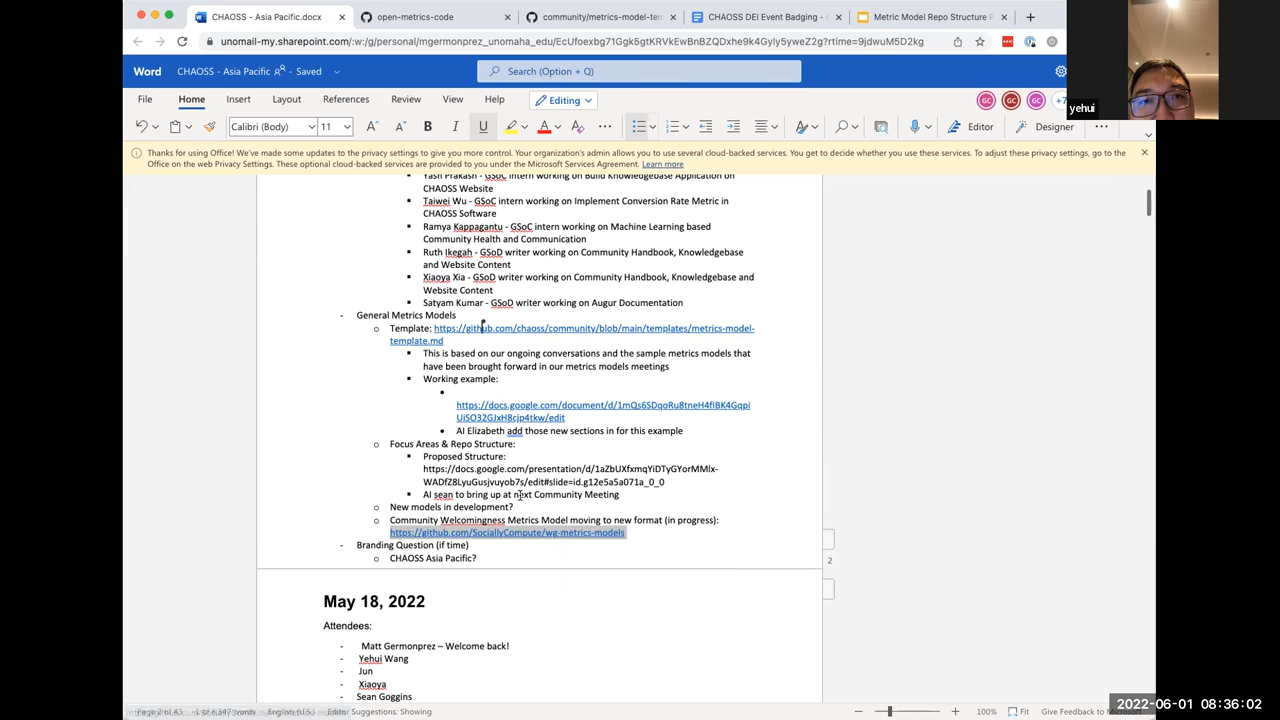 CHAOSS - Asia Pacific.docx
open-metrics-code
community/metrics-model-tem
CHAOSS DEI Event Badging -
Metric Model Repo Structure P
unomail-my.sharepoint.com/:w:/g/personal/mgermonprez_unomaha_edu/EcUfoexbg71Ggk5gtKRVkEwBnBZQDxhe9k4Gyly5yweZ2g?rtime=9jdwuM5D2kg
Word
CHAOSS - Asia Pacific
- Saved
Search (Option + Q)
yehui
File
Home
Insert
Layout
References
Review
View
Help
Editing
GC
GC
GC
+7
Calibri (Body)
11
B
I
U
A
Editor
Designer
Thanks for using Office! We've made some updates to the privacy settings to give you more control. Your organization's admin allows you to use several cloud-backed services. You get to decide whether you use these services. To adjust these privacy settings, go to the
Office on the web Privacy Settings. These optional cloud-backed services are provided to you under the Microsoft Services Agreement. Learn more
Yash Prakash - GSoC intern working on Build Knowledgebase Application on
CHAOSS Website
Taiwei Wu - GSoC intern working on Implement Conversion Rate Metric in
CHAOSS Software
Ramya Kappagantu - GSoC intern working on Machine Learning based
Community Health and Communication
Ruth Ikegah - GSoD writer working on Community Handbook, Knowledgebase
and Website Content
Xiaoya Xia – GSoD writer working on Community Handbook, Knowledgebase and
Website Content
Satyam Kumar - GSoD writer working on Augur Documentation
- General Metrics Models
o Template: https://github.com/chaoss/community/blob/main/templates/metrics-model-
template.md
This is based on our ongoing conversations and the sample metrics models that
have been brought forward in our metrics models meetings
Working example:
https://docs.google.com/document/d/1mQs6SDqoRu8tneH4flBK4Gqpi
UiSO32GJxH8cjp4tkw/edit
AI Elizabeth add those new sections in for this example
o Focus Areas & Repo Structure:
Proposed Structure:
https://docs.google.com/presentation/d/1aZbUXfxmqYiDTyGYorMMlx-
WADfZ8LyuGusjvuyob7s/edit#slide=id.g12e5a5a071a_0_0
AI sean to bring up at next Community Meeting
o New models in development?
o Community Welcomingness Metrics Model moving to new format (in progress):
https://github.com/SociallyCompute/wg-metrics-models
- Branding Question (if time)
o CHAOSS Asia Pacific?
2
May 18, 2022
Attendees:
- Matt Germonprez – Welcome back!
- Yehui Wang
- Jun
- Xiaoya
- Sean Goggins
Page 2 of 43
English (U.S.)
Editor Suggestions: Showing
100%
Fit
Give Feedback to Microsoft
2022-06-01 08:36:02